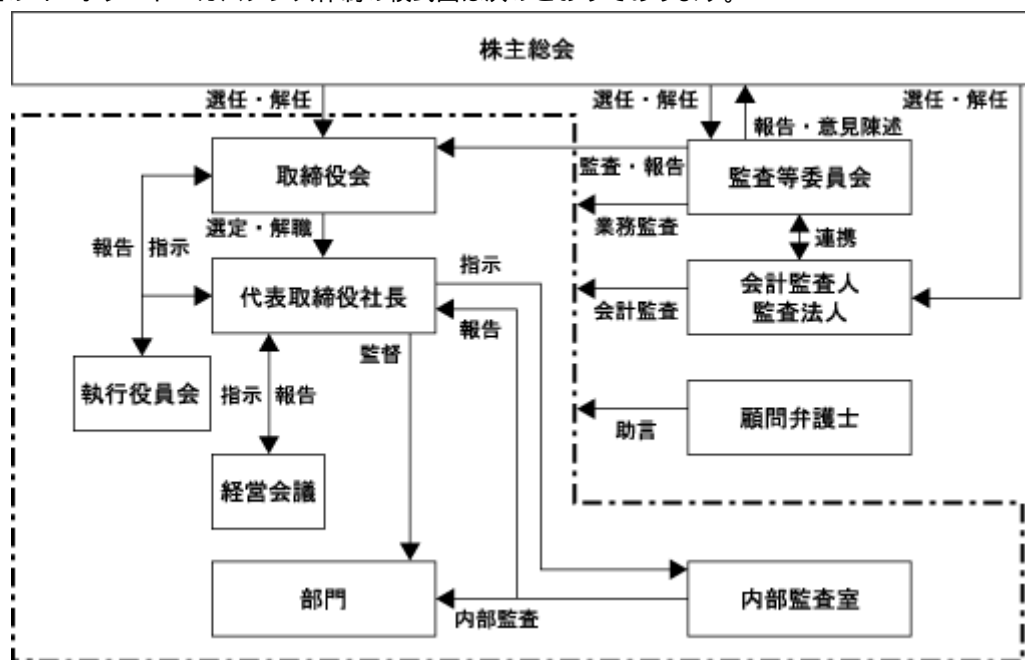 株主総会
選任・解任
選任・解任
選任・解任
報告・意見陳述
取締役会
監査・報告
監査等委員会
業務監査
選定・解職
報告
指示
連携
代表取締役社長
指示
会計監査
会計監査人
監査法人
報告
監督
執行役員会
指示
報告
助言
顧問弁護士
経営会議
部門
内部監査
内部監査室